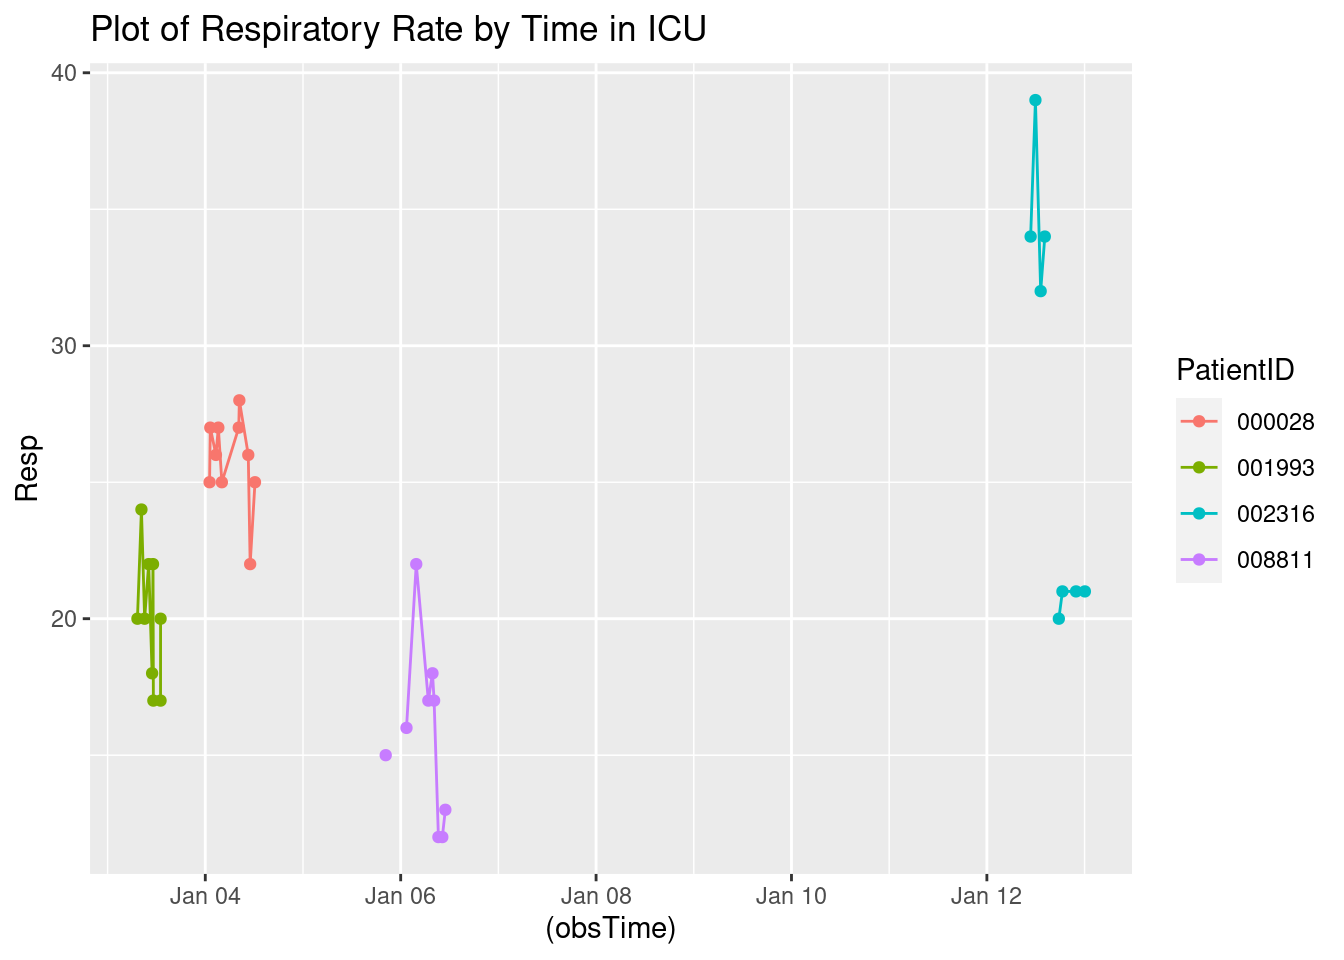 Plot of Respiratory Rate by Time in ICU
40
30
20
Resp
Jan 04
Jan 06
Jan 08
Jan 10
Jan 12
(obsTime)
PatientID
000028
001993
002316
008811